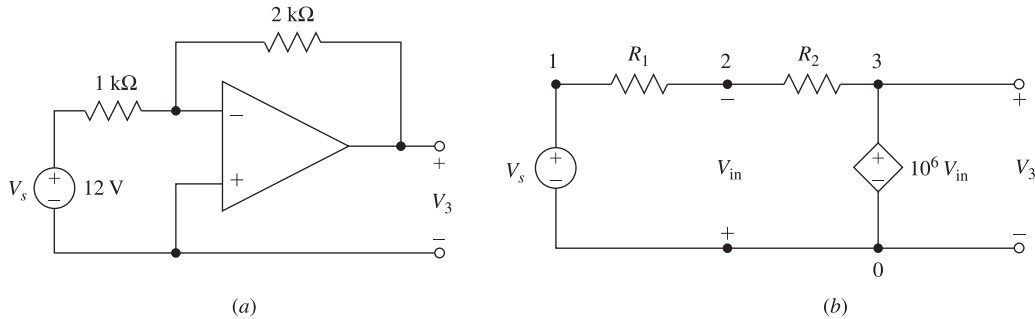 2 kΩ
1 kΩ
−
+
V_s
+
−
12 V
+
V_3
−
(a)
1
R_1
2
R_2
3
−
+
V_s
+
−
V_in
+
−
10^6 V_in
+
V_3
−
+
0
(b)